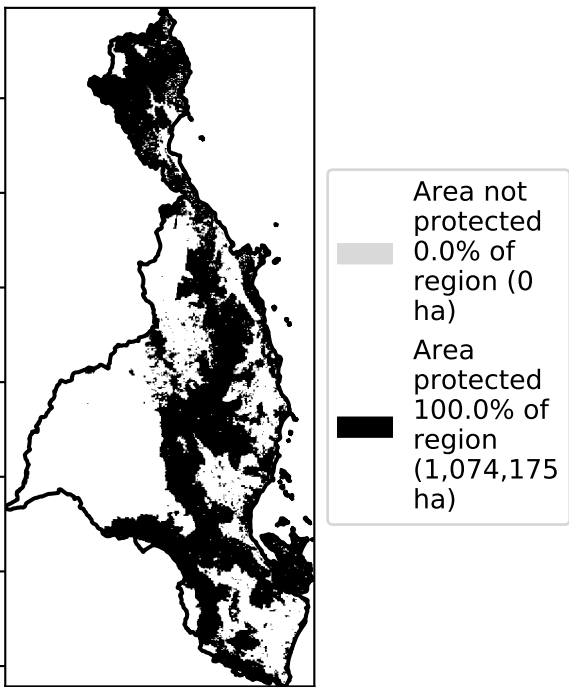 Area not
protected
0.0% of
region (0
ha)
Area
protected
100.0% of
region
(1,074,175
ha)